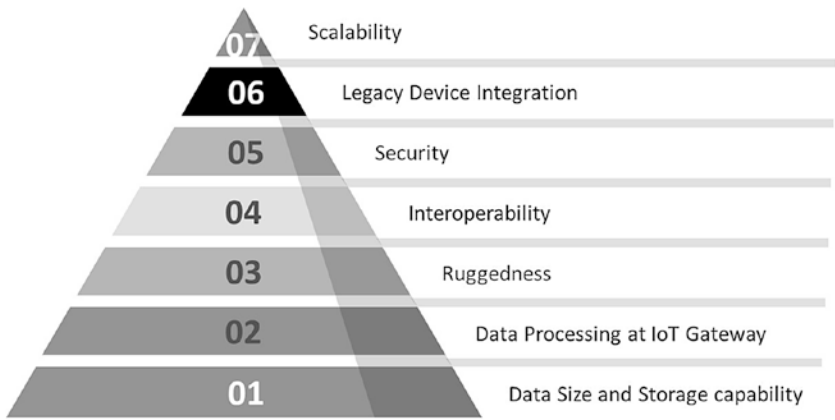 07 Scalability
06 Legacy Device Integration
05 Security
04 Interoperability
03 Ruggedness
02 Data Processing at IoT Gateway
01 Data Size and Storage capability